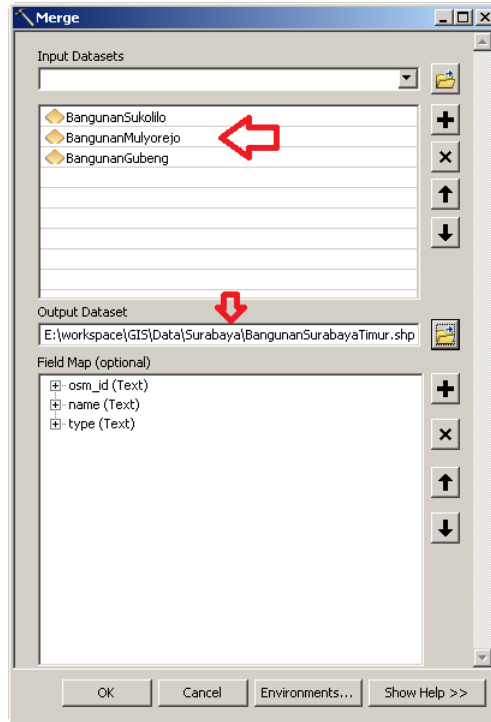 Merge
Input Datasets
BangunanSukolilo
BangunanMulyorejo
BangunanGubeng
Output Dataset
E:\workspace\GIS\Data\Surabaya\BangunanSurabayaTimur.shp
Field Map (optional)
osm_id (Text)
name (Text)
type (Text)
OK Cancel Environments... Show Help >>